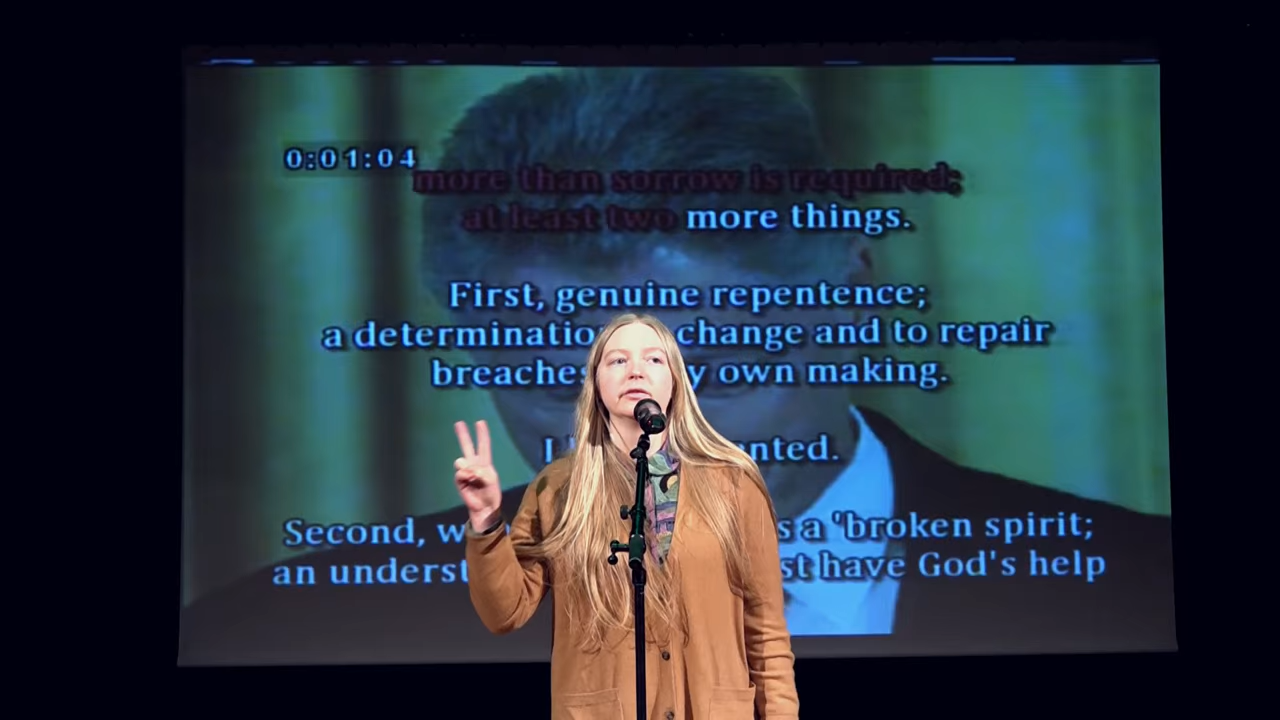 0:01:04
more than sorrow is required;
at least two more things.
First, genuine repentence;
a determinatio change and to repair
breaches y own making.
I nted.
Second, w s a 'broken spirit;
an underst st have God's help